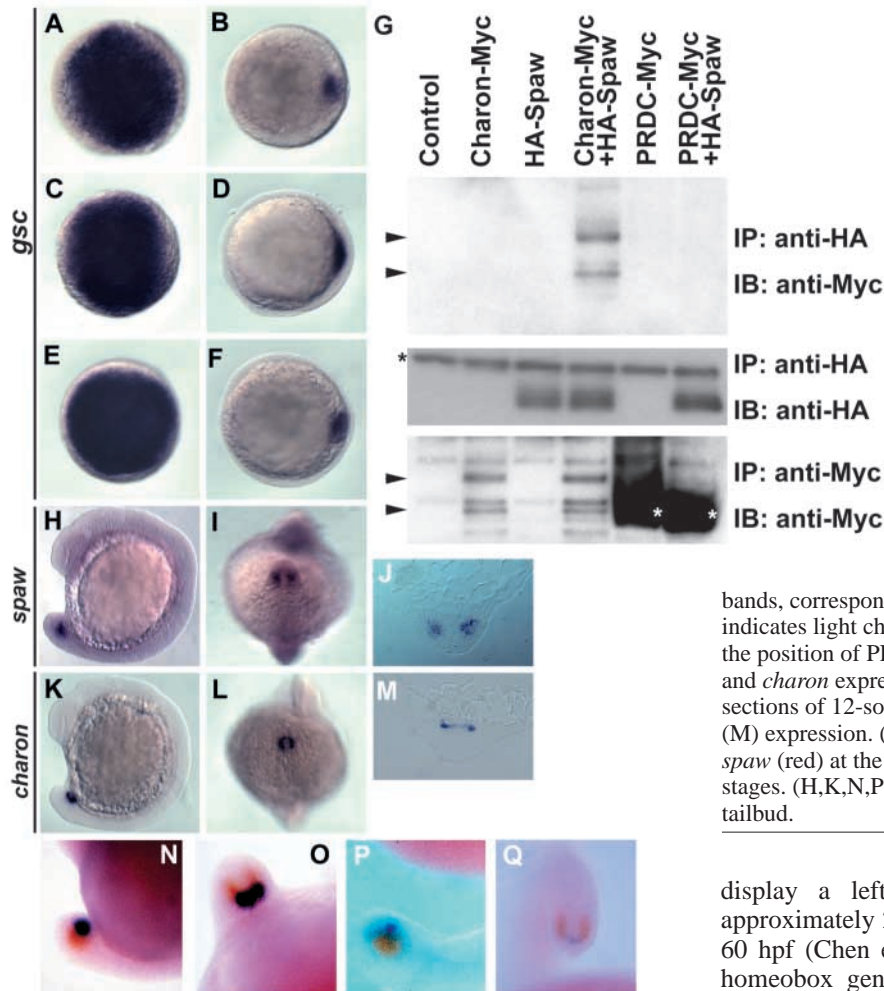 A
B
G
Control
Charon-Myc
HA-Spaw
Charon-Myc
+HA-Spaw
PRDC-Myc
PRDC-Myc
+HA-Spaw
C
D
gsc
IP: anti-HA
IB: anti-Myc
E
F
*
IP: anti-HA
IB: anti-HA
IP: anti-Myc
IB: anti-Myc
* *
H
I
J
spaw
K
L
M
charon
N
O
P
Q
bands, correspon
indicates light ch
the position of P
and charon expre
sections of 12-so
(M) expression. (
spaw (red) at the
stages. (H,K,N,P
tailbud.
display a left
approximately
60 hpf (Chen e
homeobox gen